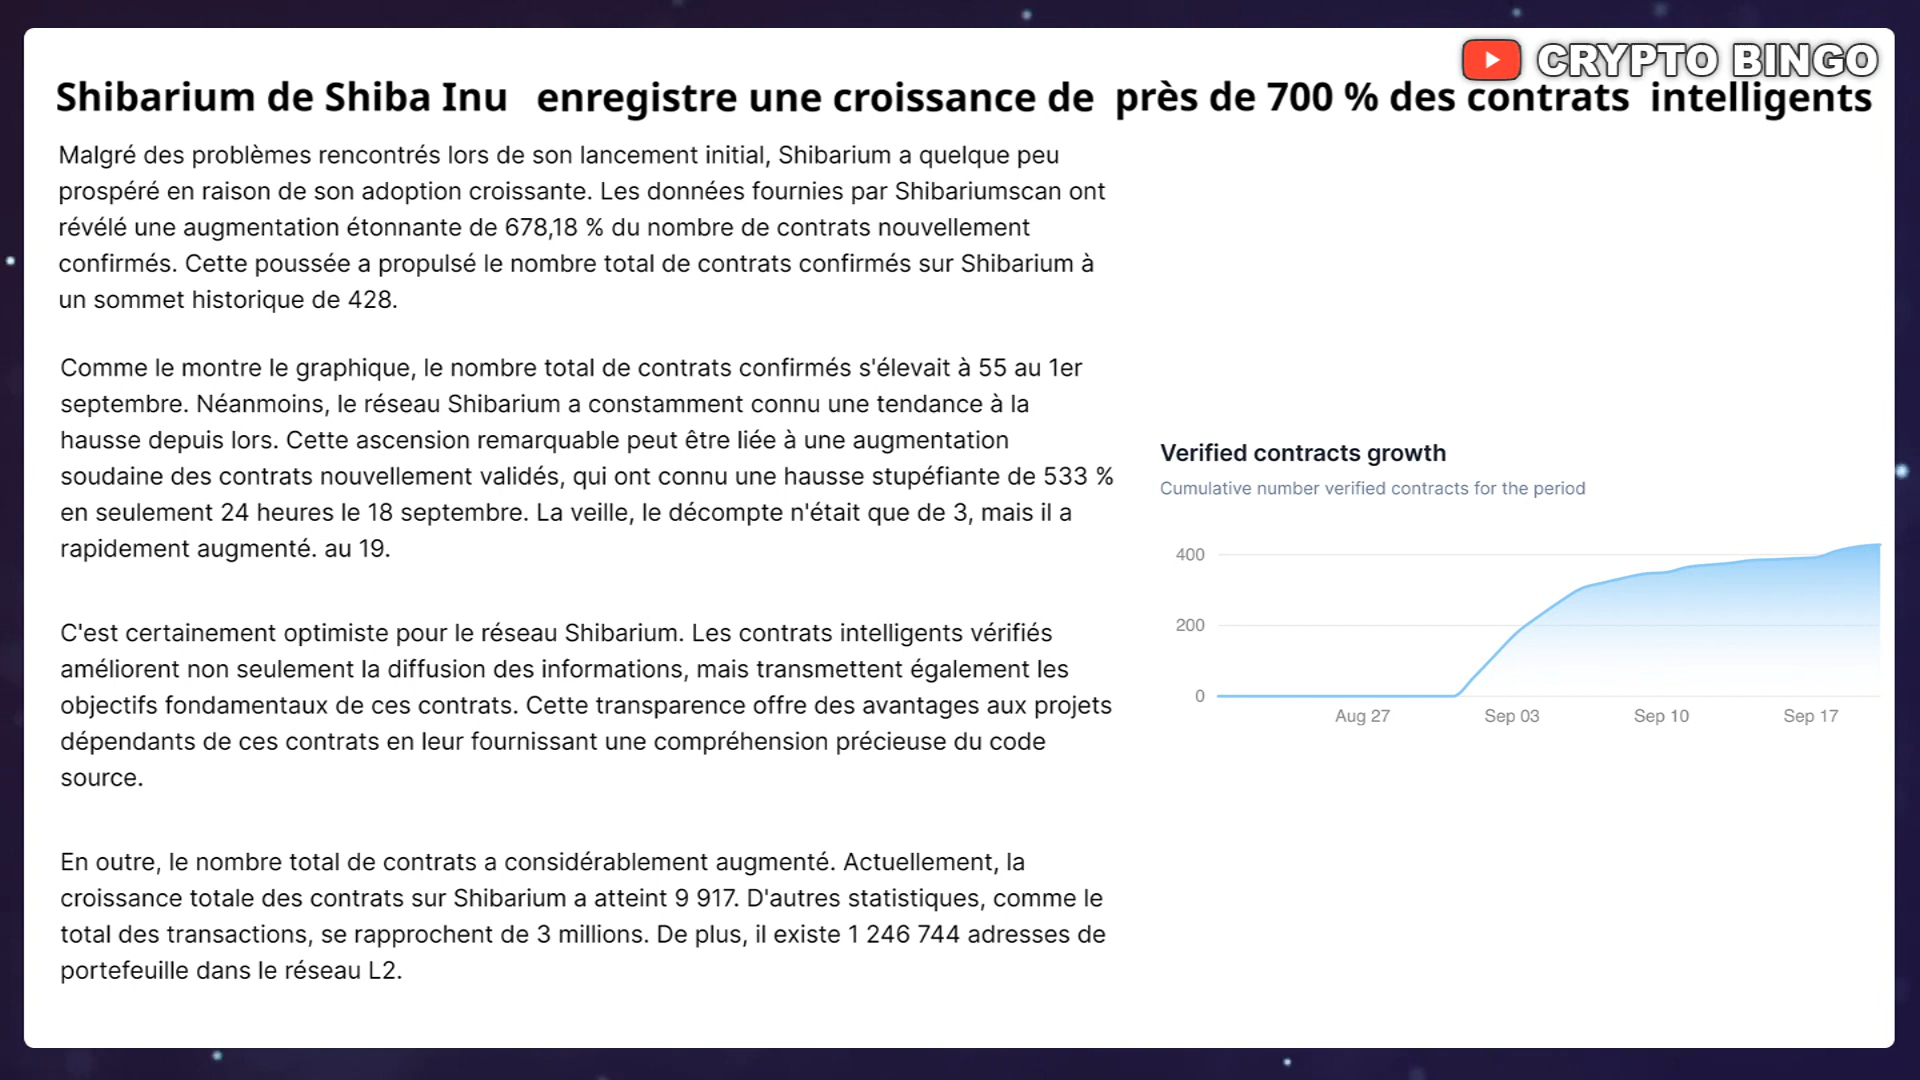 CRYPTO BINGO
Shibarium de Shiba Inu enregistre une croissance de près de 700 % des contrats intelligents
Malgré des problèmes rencontrés lors de son lancement initial, Shibarium a quelque peu
prospéré en raison de son adoption croissante. Les données fournies par Shibariumscan ont
révélé une augmentation étonnante de 678,18 % du nombre de contrats nouvellement
confirmés. Cette poussée a propulsé le nombre total de contrats confirmés sur Shibarium à
un sommet historique de 428.
Comme le montre le graphique, le nombre total de contrats confirmés s'élevait à 55 au 1er
septembre. Néanmoins, le réseau Shibarium a constamment connu une tendance à la
hausse depuis lors. Cette ascension remarquable peut être liée à une augmentation
soudaine des contrats nouvellement validés, qui ont connu une hausse stupéfiante de 533 %
en seulement 24 heures le 18 septembre. La veille, le décompte n'était que de 3, mais il a
rapidement augmenté. au 19.
C'est certainement optimiste pour le réseau Shibarium. Les contrats intelligents vérifiés
améliorent non seulement la diffusion des informations, mais transmettent également les
objectifs fondamentaux de ces contrats. Cette transparence offre des avantages aux projets
dépendants de ces contrats en leur fournissant une compréhension précieuse du code
source.
En outre, le nombre total de contrats a considérablement augmenté. Actuellement, la
croissance totale des contrats sur Shibarium a atteint 9 917. D'autres statistiques, comme le
total des transactions, se rapprochent de 3 millions. De plus, il existe 1 246 744 adresses de
portefeuille dans le réseau L2.
Verified contracts growth
Cumulative number verified contracts for the period
400
200
0
Aug 27 Sep 03 Sep 10 Sep 17